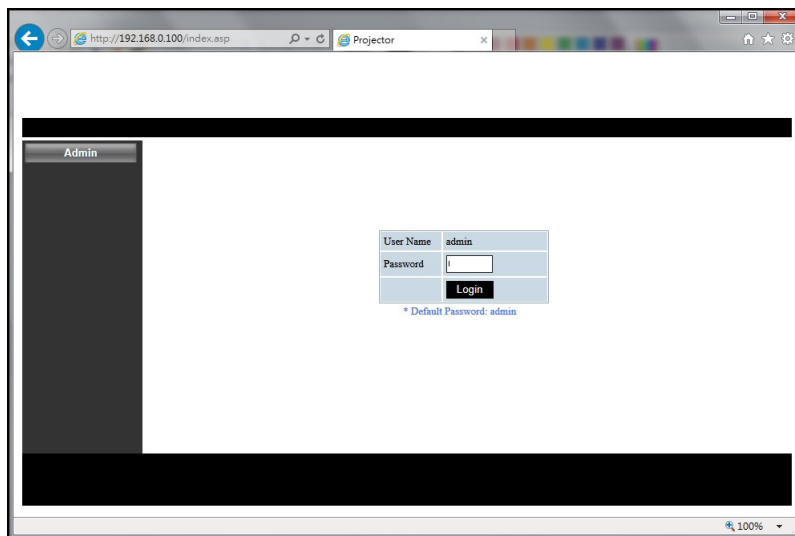 http://192.168.0.100/index.asp
Projector
Admin
User Name admin
Password
Login
* Default Password: admin
100%